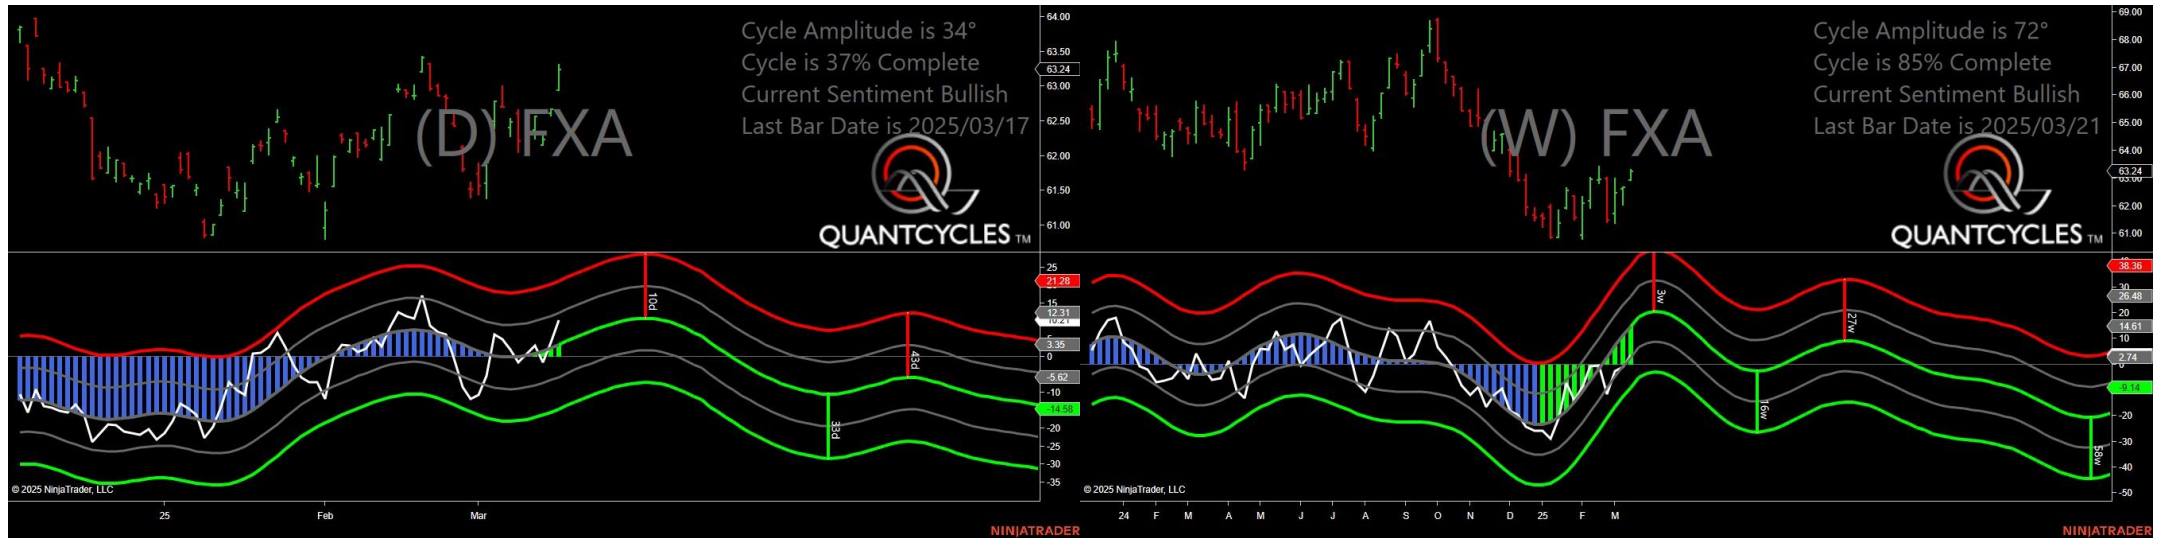 Cycle Amplitude is 34°
Cycle is 37% Complete
Current Sentiment Bullish
Last Bar Date is 2025/03/17
(D) FXA
QUANTCYCLES TM
64.00
63.50
63.24
63.00
62.50
62.00
61.50
61.00
25
21.28
15
12.31
10.21
5
3.35
0
-5.62
-10
-14.58
-20
-25
-30
-35
10d
33d
43d
© 2025 NinjaTrader, LLC
25 Feb Mar
NINJATRADER
Cycle Amplitude is 72°
Cycle is 85% Complete
Current Sentiment Bullish
Last Bar Date is 2025/03/21
(W) FXA
QUANTCYCLES TM
69.00
68.00
67.00
66.00
65.00
64.00
63.24
63.00
62.00
61.00
38.36
30
26.48
20
14.61
10
2.74
0
-9.14
-20
-30
-40
-50
3w
16w
27w
58w
© 2025 NinjaTrader, LLC
24 F M A M J J A S O N D 25 F M
NINJATRADER